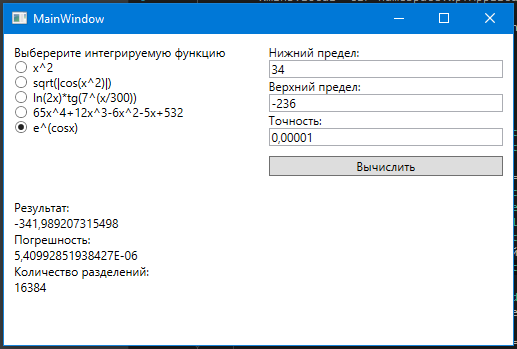 MainWindow
Выберерите интегрируемую функцию
x^2
sqrt(|cos(x^2)|)
ln(2x)*tg(7^(x/300))
65x^4+12x^3-6x^2-5x+532
e^(cosx)
Нижний предел:
34
Верхний предел:
-236
Точность:
0,00001
Вычислить
Результат:
-341,989207315498
Погрешность:
5,40992851938427E-06
Количество разделений:
16384